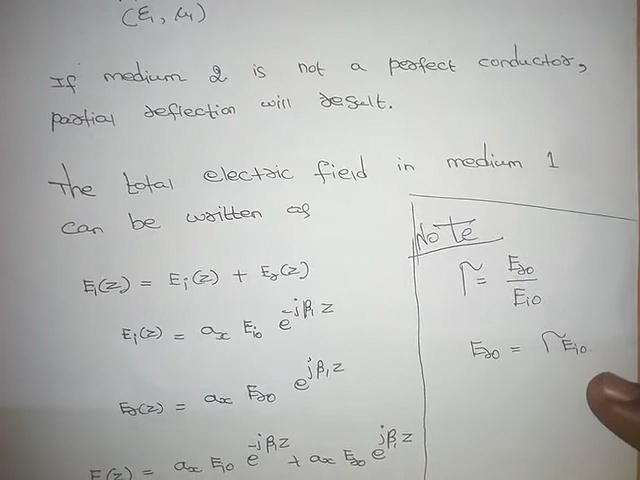 (ε₁, μ₁)
If medium 2 is not a perfect conductor,
partial reflection will result.
The total electric field in medium 1
can be written as
E₁(z) = Eᵢ(z) + Eᵣ(z)
Eᵢ(z) = aₓ Eᵢ₀ e^{-jβ₁z}
Eᵣ(z) = aₓ Eᵣ₀ e^{jβ₁z}
E₁(z) = aₓ Eᵢ₀ e^{-jβ₁z} + aₓ Eᵣ₀ e^{jβ₁z}
Note
Γ = Eᵣ₀ / Eᵢ₀
Eᵣ₀ = Γ Eᵢ₀.